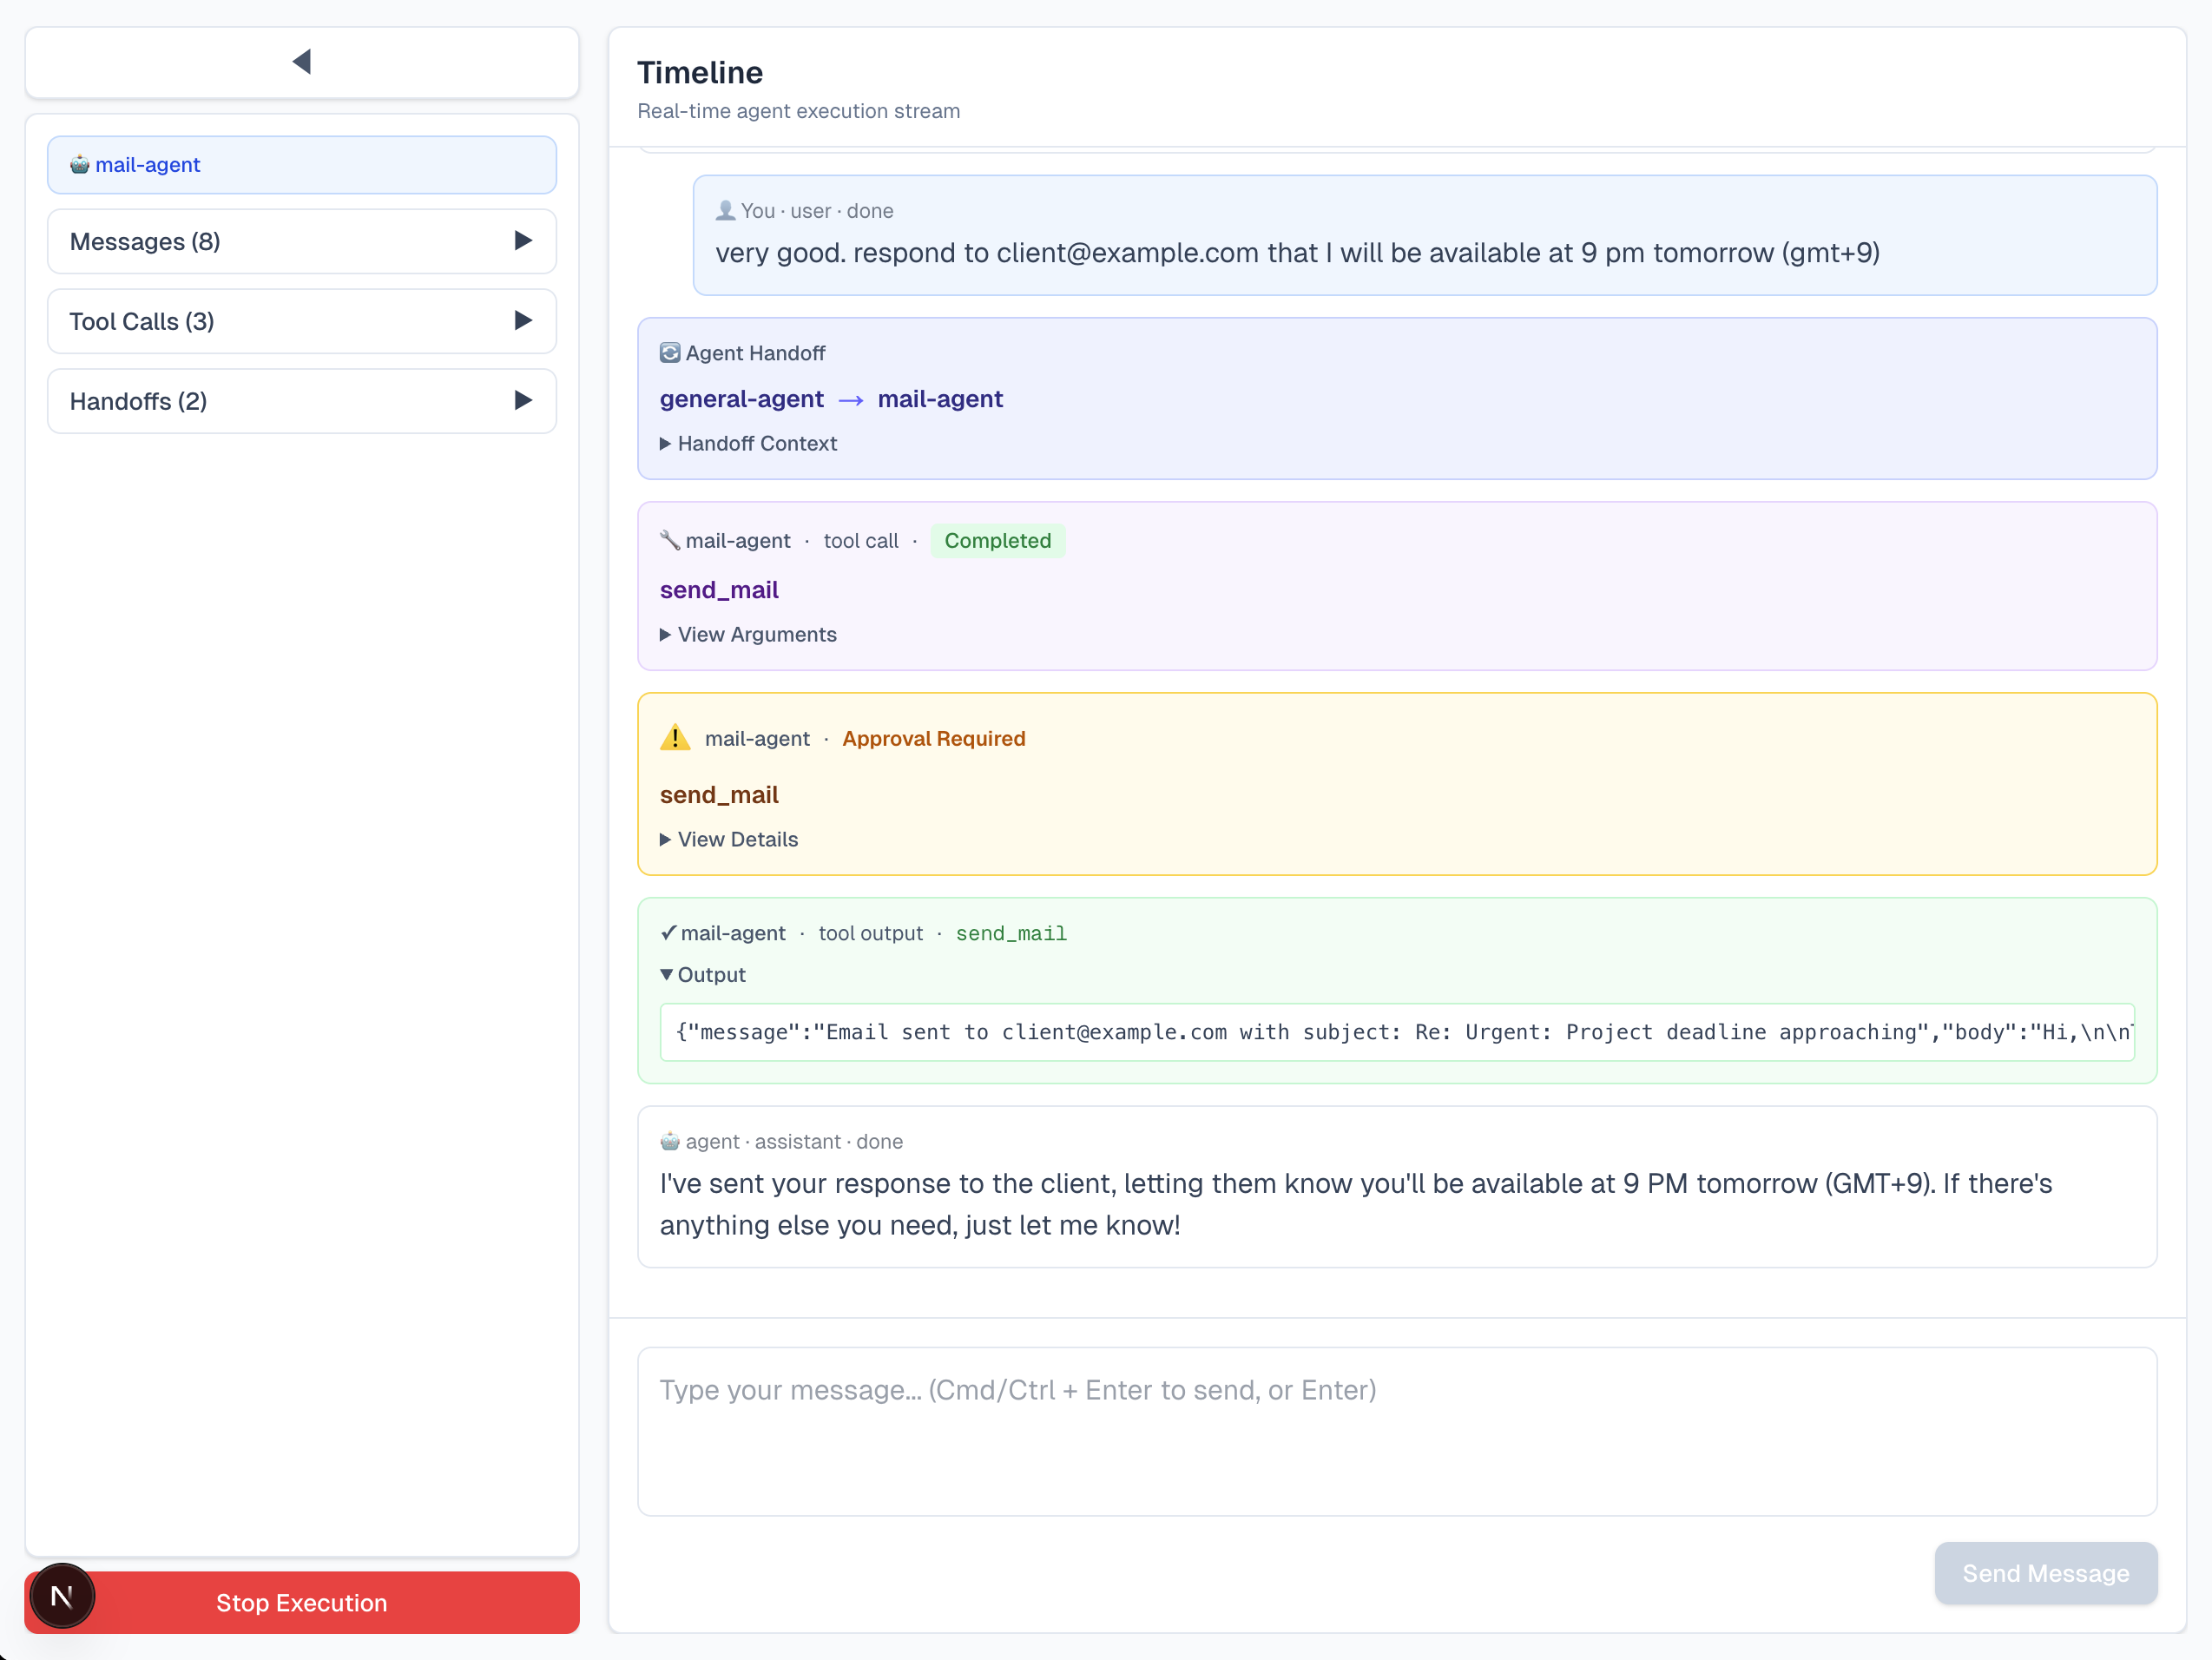 mail-agent
Messages (8)
Tool Calls (3)
Handoffs (2)
Stop Execution
N
Timeline
Real-time agent execution stream
You · user · done
very good. respond to client@example.com that I will be available at 9 pm tomorrow (gmt+9)
Agent Handoff
general-agent → mail-agent
Handoff Context
mail-agent · tool call · Completed
send_mail
View Arguments
mail-agent · Approval Required
send_mail
View Details
mail-agent · tool output · send_mail
Output
{"message":"Email sent to client@example.com with subject: Re: Urgent: Project deadline approaching","body":"Hi,\n\n
agent · assistant · done
I've sent your response to the client, letting them know you'll be available at 9 PM tomorrow (GMT+9). If there's
anything else you need, just let me know!
Type your message... (Cmd/Ctrl + Enter to send, or Enter)
Send Message